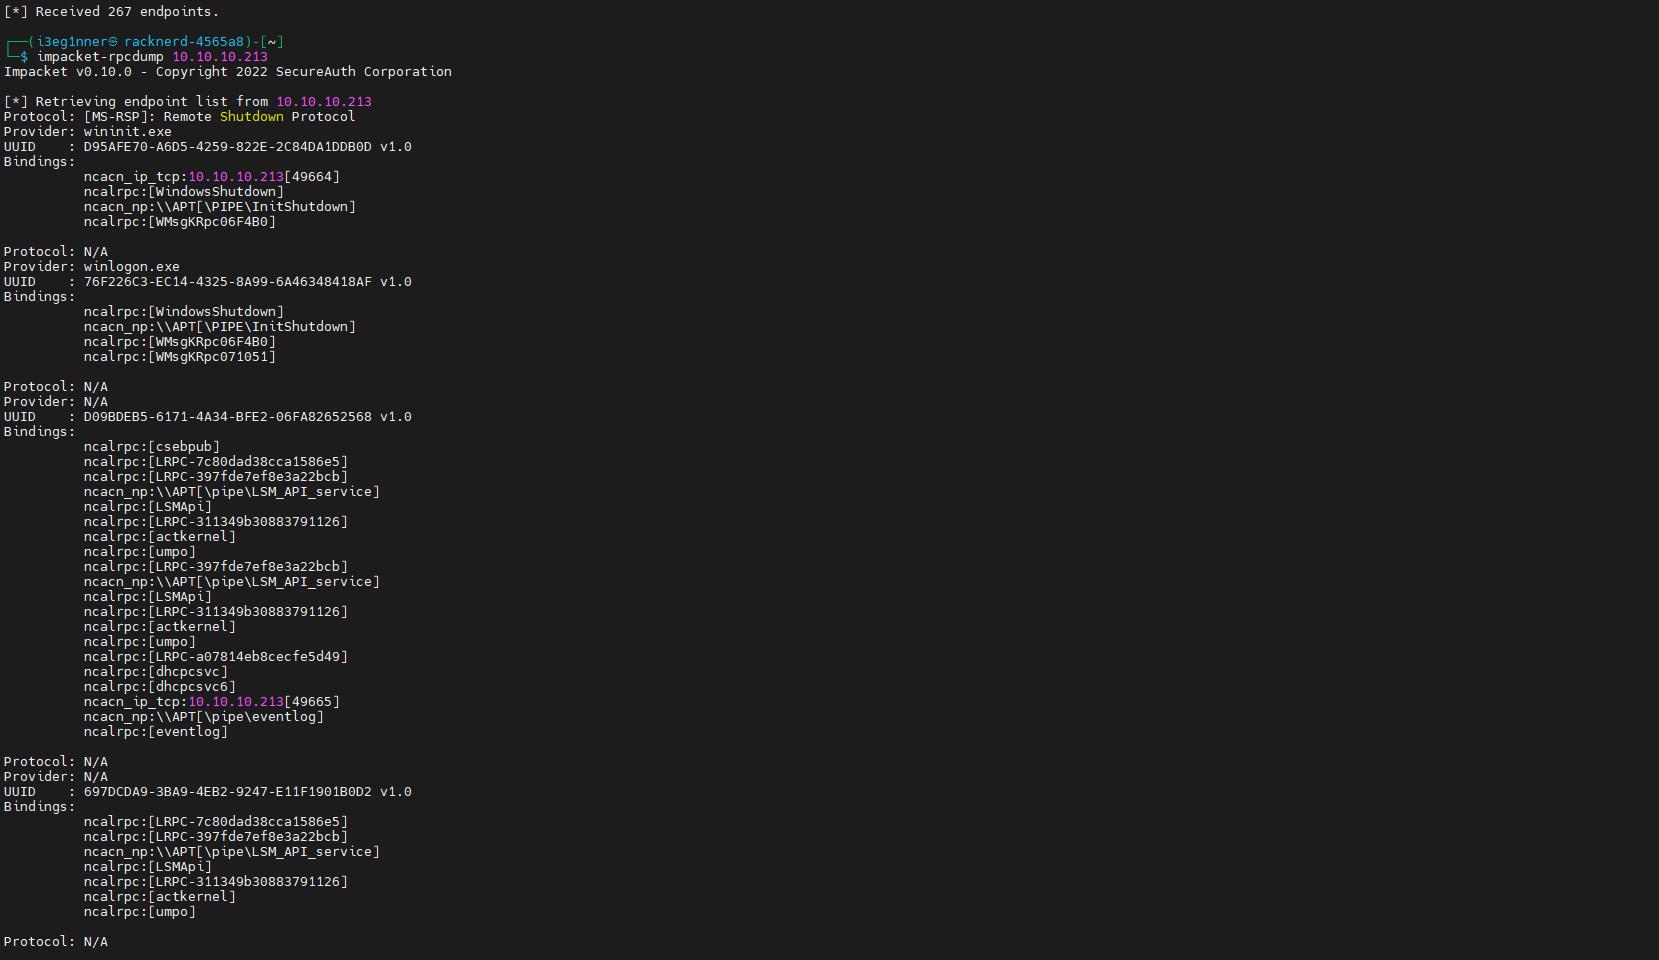 [*] Received 267 endpoints.
┌──(i3eg1nner㉿ racknerd-4565a8)-[~]
└─$ impacket-rpcdump 10.10.10.213
Impacket v0.10.0 - Copyright 2022 SecureAuth Corporation
[*] Retrieving endpoint list from 10.10.10.213
Protocol: [MS-RSP]: Remote Shutdown Protocol
Provider: wininit.exe
UUID    : D95AFE70-A6D5-4259-822E-2C84DA1DDB0D v1.0
Bindings:
          ncacn_ip_tcp:10.10.10.213[49664]
          ncalrpc:[WindowsShutdown]
          ncacn_np:\\APT[\PIPE\InitShutdown]
          ncalrpc:[WMsgKRpc06F4B0]
Protocol: N/A
Provider: winlogon.exe
UUID    : 76F226C3-EC14-4325-8A99-6A46348418AF v1.0
Bindings:
          ncalrpc:[WindowsShutdown]
          ncacn_np:\\APT[\PIPE\InitShutdown]
          ncalrpc:[WMsgKRpc06F4B0]
          ncalrpc:[WMsgKRpc071051]
Protocol: N/A
Provider: N/A
UUID    : D09BDEB5-6171-4A34-BFE2-06FA82652568 v1.0
Bindings:
          ncalrpc:[csebpub]
          ncalrpc:[LRPC-7c80dad38cca1586e5]
          ncalrpc:[LRPC-397fde7ef8e3a22bcb]
          ncacn_np:\\APT[\pipe\LSM_API_service]
          ncalrpc:[LSMApi]
          ncalrpc:[LRPC-311349b30883791126]
          ncalrpc:[actkernel]
          ncalrpc:[umpo]
          ncalrpc:[LRPC-397fde7ef8e3a22bcb]
          ncacn_np:\\APT[\pipe\LSM_API_service]
          ncalrpc:[LSMApi]
          ncalrpc:[LRPC-311349b30883791126]
          ncalrpc:[actkernel]
          ncalrpc:[umpo]
          ncalrpc:[LRPC-a07814eb8cecfe5d49]
          ncalrpc:[dhcpcsvc]
          ncalrpc:[dhcpcsvc6]
          ncacn_ip_tcp:10.10.10.213[49665]
          ncacn_np:\\APT[\pipe\eventlog]
          ncalrpc:[eventlog]
Protocol: N/A
Provider: N/A
UUID    : 697DCDA9-3BA9-4EB2-9247-E11F1901B0D2 v1.0
Bindings:
          ncalrpc:[LRPC-7c80dad38cca1586e5]
          ncalrpc:[LRPC-397fde7ef8e3a22bcb]
          ncacn_np:\\APT[\pipe\LSM_API_service]
          ncalrpc:[LSMApi]
          ncalrpc:[LRPC-311349b30883791126]
          ncalrpc:[actkernel]
          ncalrpc:[umpo]
Protocol: N/A